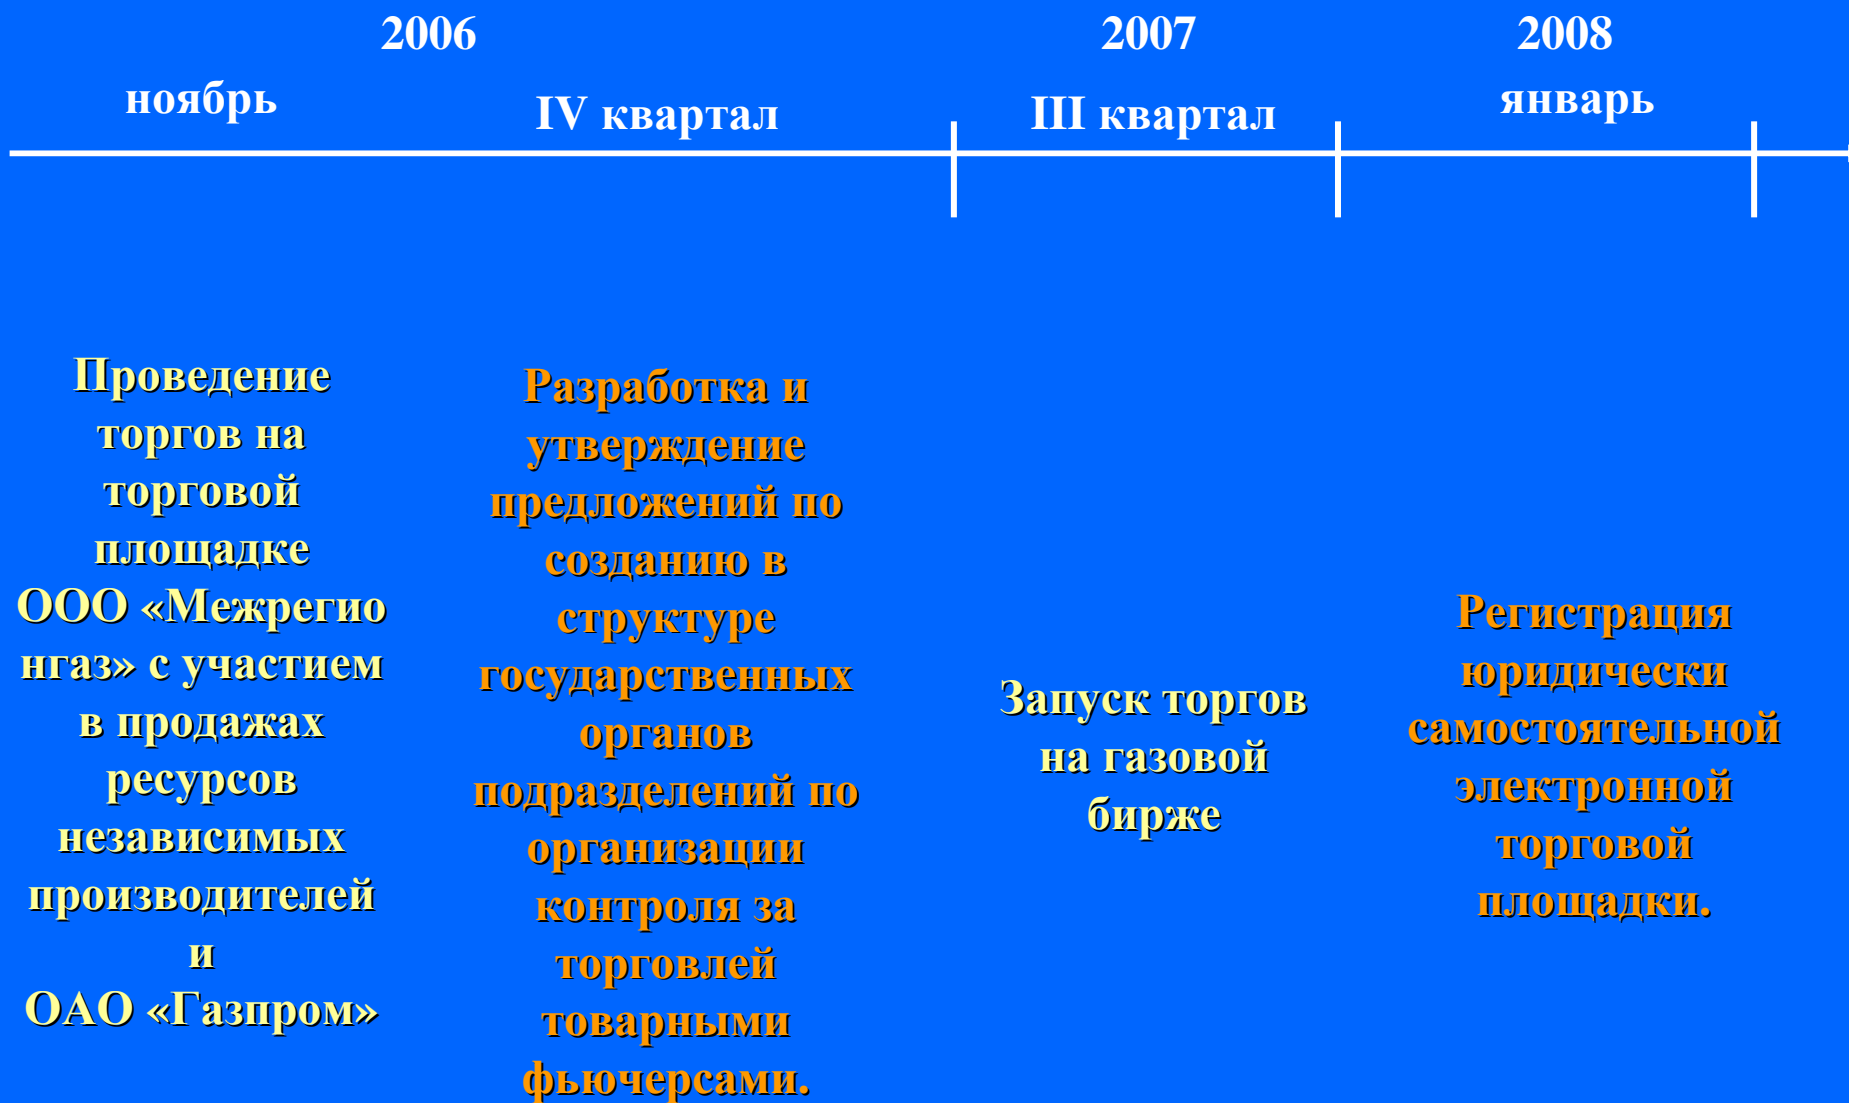 2006
2007
2008
ноябрь
IV квартал
III квартал
январь
Проведение
торгов на
торговой
площадке
ООО «Межрегио
нгаз» с участием
в продажах
ресурсов
независимых
производителей
и
ОАО «Газпром»
Разработка и
утверждение
предложений по
созданию в
структуре
государственных
органов
подразделений по
организации
контроля за
торговлей
товарными
фьючерсами.
Запуск торгов
на газовой
бирже
Регистрация
юридически
самостоятельной
электронной
торговой
площадки.